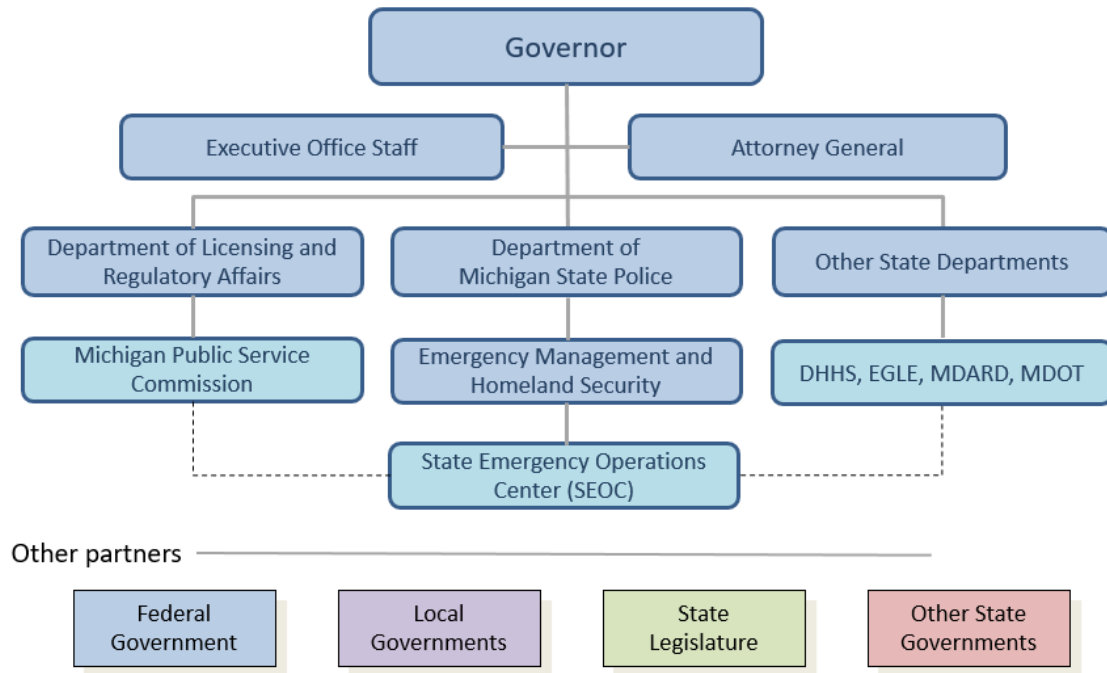 Governor
Executive Office Staff
Attorney General
Department of Licensing and
Regulatory Affairs
Department of
Michigan State Police
Other State Departments
Michigan Public Service
Commission
Emergency Management and
Homeland Security
DHHS, EGLE, MDARD, MDOT
State Emergency Operations
Center (SEOC)
Other partners
Federal
Government
Local
Governments
State
Legislature
Other State
Governments